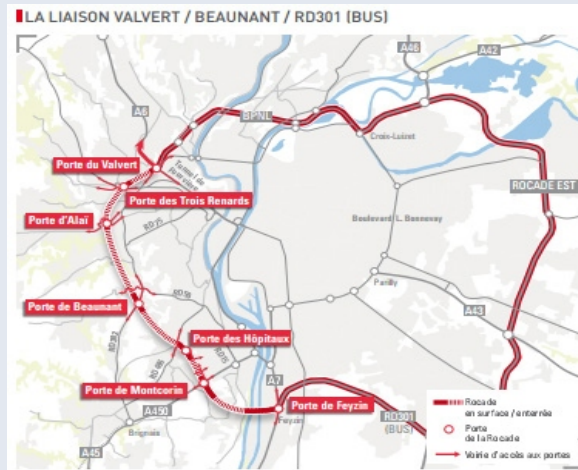 LA LIAISON VALVERT / BEAUNANT / RD301 (BUS)
A46
A42
A6
BPNL
Croix-Luizet
Porte du Valvert
Tunnel de Fourvière
ROCADE EST
Porte des Trois Renards
Porte d'Alaï
RD75
Boulevard L. Bonnevay
Porte de Beaunant
RD50
Parilly
A43
RD342
Porte des Hôpitaux
RD15
Porte de Montcorin
A7
Porte de Feyzin
A450
Feyzin
RD301
(BUS)
Brignais
A45
Rocade
en surface / enterrée
Porte
de la Rocade
Voirie d'accès aux portes